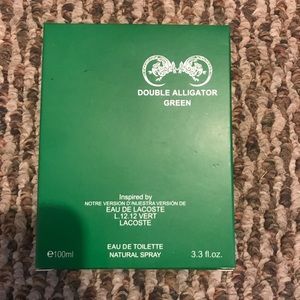 DOUBLE ALLIGATOR
GREEN
Inspired by
NOTRE VERSION D'NUESTRA VERSIÓN DE
EAU DE LACOSTE
L.12.12 VERT
LACOSTE
EAU DE TOILETTE
NATURAL SPRAY
℮100ml
3.3 fl.oz.